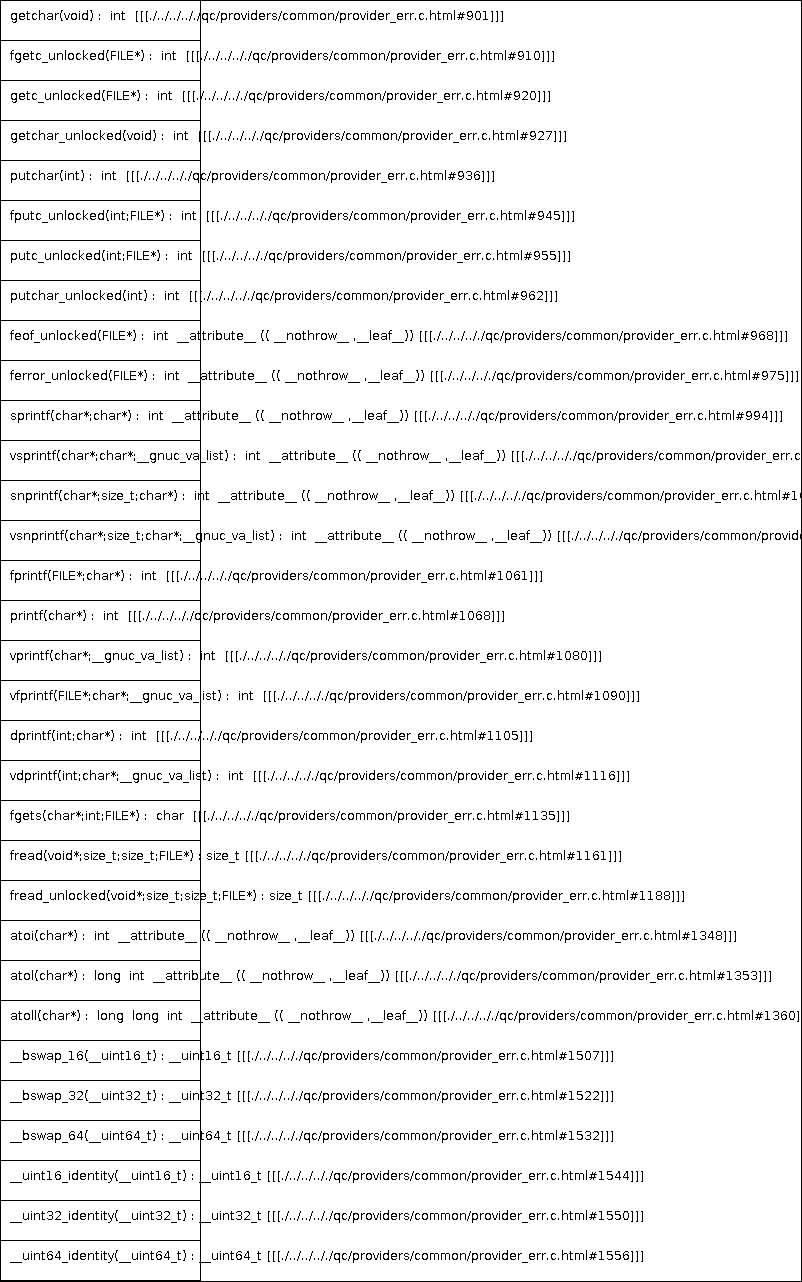 getchar(void) : int [[[./../../../qc/providers/common/provider_err.c.html#901]]]
fgetc_unlocked(FILE*) : int [[[./../../../qc/providers/common/provider_err.c.html#910]]]
getc_unlocked(FILE*) : int [[[./../../../qc/providers/common/provider_err.c.html#920]]]
getchar_unlocked(void) : int [[[./../../../qc/providers/common/provider_err.c.html#927]]]
putchar(int) : int [[[./../../../qc/providers/common/provider_err.c.html#936]]]
fputc_unlocked(int;FILE*) : int [[[./../../../qc/providers/common/provider_err.c.html#945]]]
putc_unlocked(int;FILE*) : int [[[./../../../qc/providers/common/provider_err.c.html#955]]]
putchar_unlocked(int) : int [[[./../../../qc/providers/common/provider_err.c.html#962]]]
feof_unlocked(FILE*) : int __attribute__ (( __nothrow__ ,__leaf__)) [[[./../../../qc/providers/common/provider_err.c.html#968]]]
ferror_unlocked(FILE*) : int __attribute__ (( __nothrow__ ,__leaf__)) [[[./../../../qc/providers/common/provider_err.c.html#975]]]
sprintf(char*;char*) : int __attribute__ (( __nothrow__ ,__leaf__)) [[[./../../../qc/providers/common/provider_err.c.html#994]]]
vsprintf(char*;char*;__gnuc_va_list) : int __attribute__ (( __nothrow__ ,__leaf__)) [[[./../../../qc/providers/common/provider_err.c
snprintf(char*;size_t;char*) : int __attribute__ (( __nothrow__ ,__leaf__)) [[[./../../../qc/providers/common/provider_err.c.html#1
vsnprintf(char*;size_t;char*;__gnuc_va_list) : int __attribute__ (( __nothrow__ ,__leaf__)) [[[./../../../qc/providers/common/provid
fprintf(FILE*;char*) : int [[[./../../../qc/providers/common/provider_err.c.html#1061]]]
printf(char*) : int [[[./../../../qc/providers/common/provider_err.c.html#1068]]]
vprintf(char*;__gnuc_va_list) : int [[[./../../../qc/providers/common/provider_err.c.html#1080]]]
vfprintf(FILE*;char*;__gnuc_va_list) : int [[[./../../../qc/providers/common/provider_err.c.html#1090]]]
dprintf(int;char*) : int [[[./../../../qc/providers/common/provider_err.c.html#1105]]]
vdprintf(int;char*;__gnuc_va_list) : int [[[./../../../qc/providers/common/provider_err.c.html#1116]]]
fgets(char*;int;FILE*) : char [[[./../../../qc/providers/common/provider_err.c.html#1135]]]
fread(void*;size_t;size_t;FILE*) : size_t [[[./../../../qc/providers/common/provider_err.c.html#1161]]]
fread_unlocked(void*;size_t;size_t;FILE*) : size_t [[[./../../../qc/providers/common/provider_err.c.html#1188]]]
atoi(char*) : int __attribute__ (( __nothrow__ ,__leaf__)) [[[./../../../qc/providers/common/provider_err.c.html#1348]]]
atol(char*) : long int __attribute__ (( __nothrow__ ,__leaf__)) [[[./../../../qc/providers/common/provider_err.c.html#1353]]]
atoll(char*) : long long int __attribute__ (( __nothrow__ ,__leaf__)) [[[./../../../qc/providers/common/provider_err.c.html#1360]
__bswap_16(__uint16_t) : __uint16_t [[[./../../../qc/providers/common/provider_err.c.html#1507]]]
__bswap_32(__uint32_t) : __uint32_t [[[./../../../qc/providers/common/provider_err.c.html#1522]]]
__bswap_64(__uint64_t) : __uint64_t [[[./../../../qc/providers/common/provider_err.c.html#1532]]]
__uint16_identity(__uint16_t) : __uint16_t [[[./../../../qc/providers/common/provider_err.c.html#1544]]]
__uint32_identity(__uint32_t) : __uint32_t [[[./../../../qc/providers/common/provider_err.c.html#1550]]]
__uint64_identity(__uint64_t) : __uint64_t [[[./../../../qc/providers/common/provider_err.c.html#1556]]]